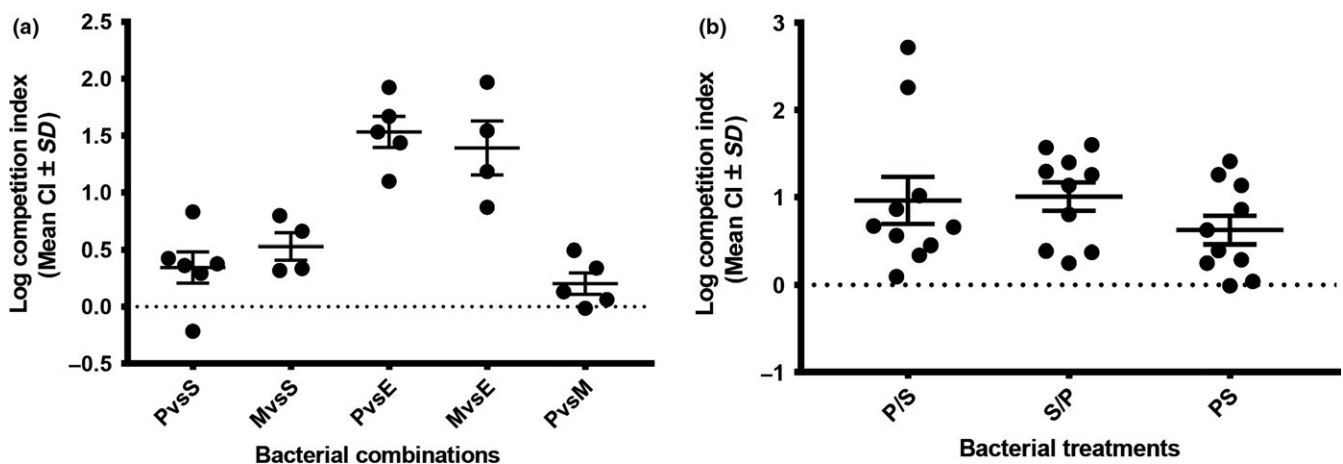 (a)
Log competition index
(Mean CI ± SD)
2.5
2.0
1.5
1.0
0.5
0.0
–0.5
PvsS
MvsS
PvsE
MvsE
PvsM
Bacterial combinations
(b)
Log competition index
(Mean CI ± SD)
3
2
1
0
–1
P/S
S/P
PS
Bacterial treatments